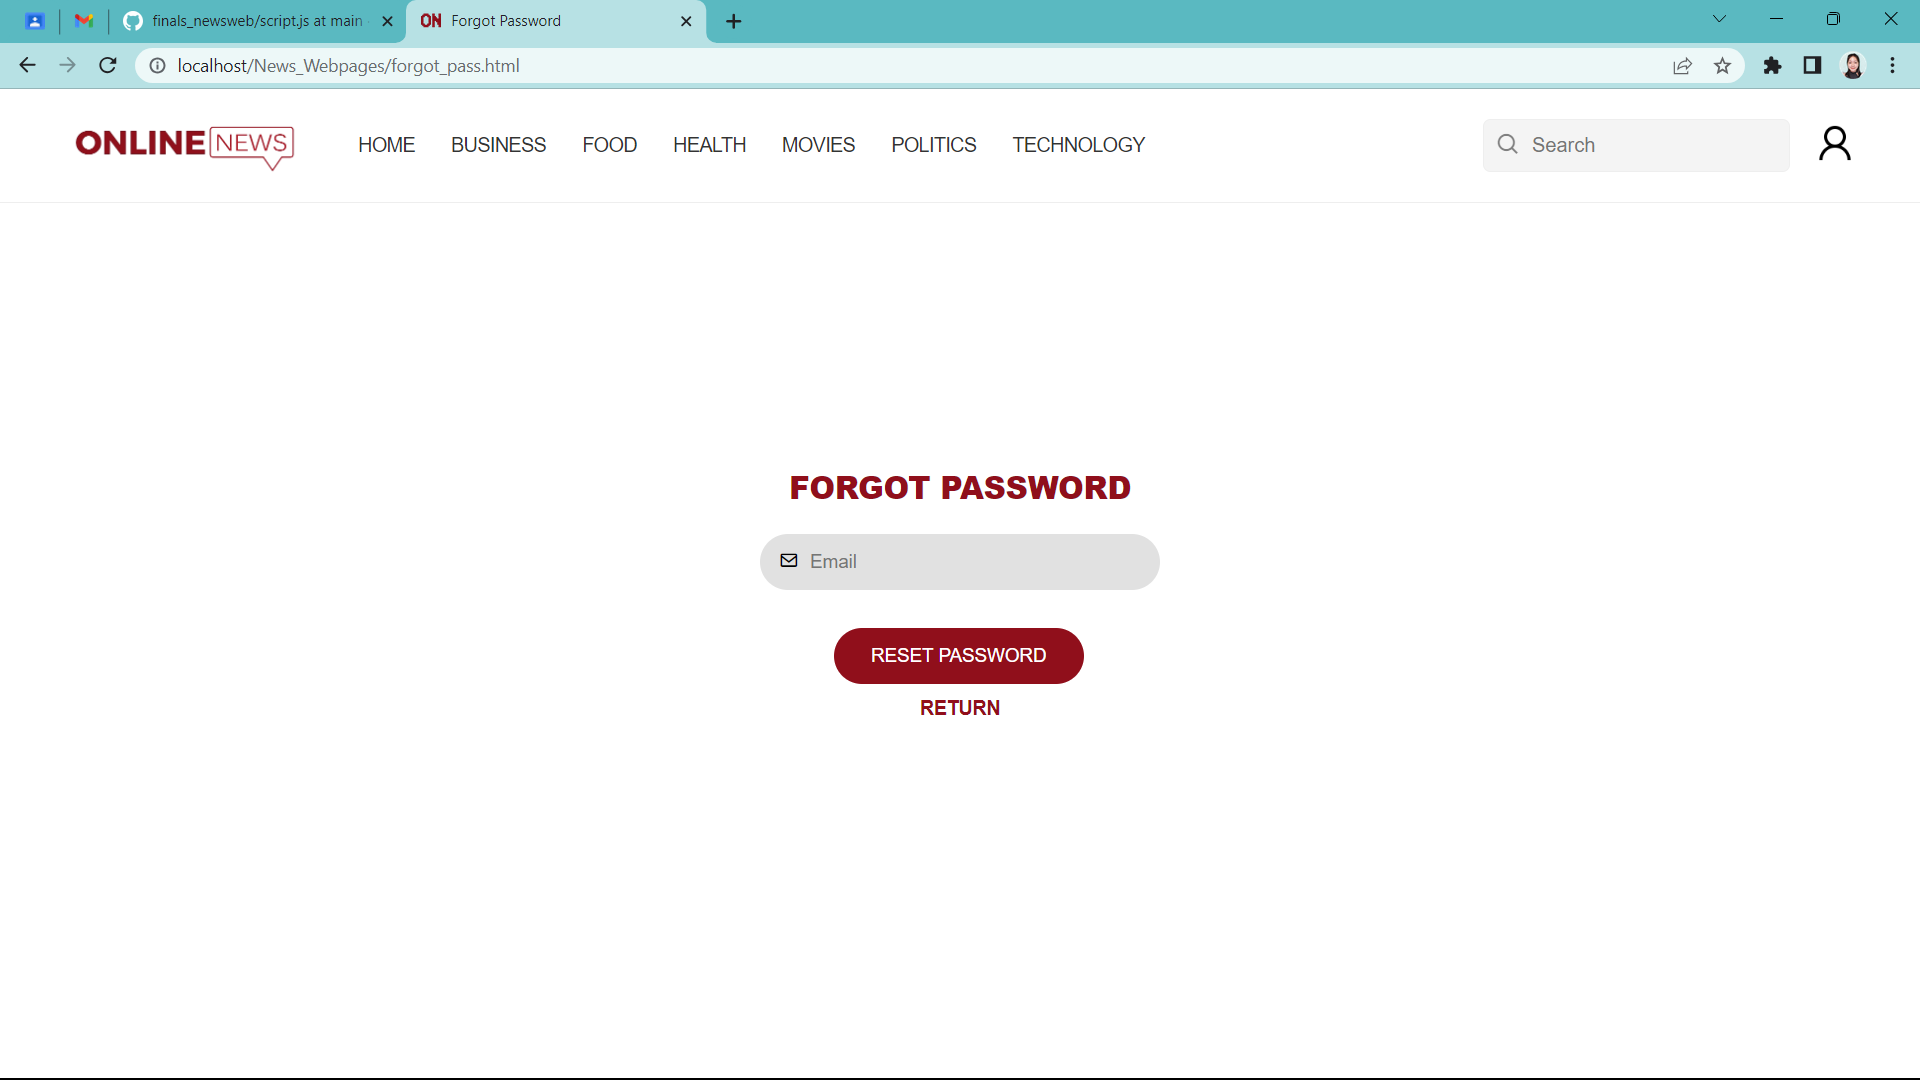 finals_newsweb/script.js at main
ON Forgot Password
localhost/News_Webpages/forgot_pass.html
ONLINE NEWS
HOME BUSINESS FOOD HEALTH MOVIES POLITICS TECHNOLOGY
Search
FORGOT PASSWORD
Email
RESET PASSWORD
RETURN